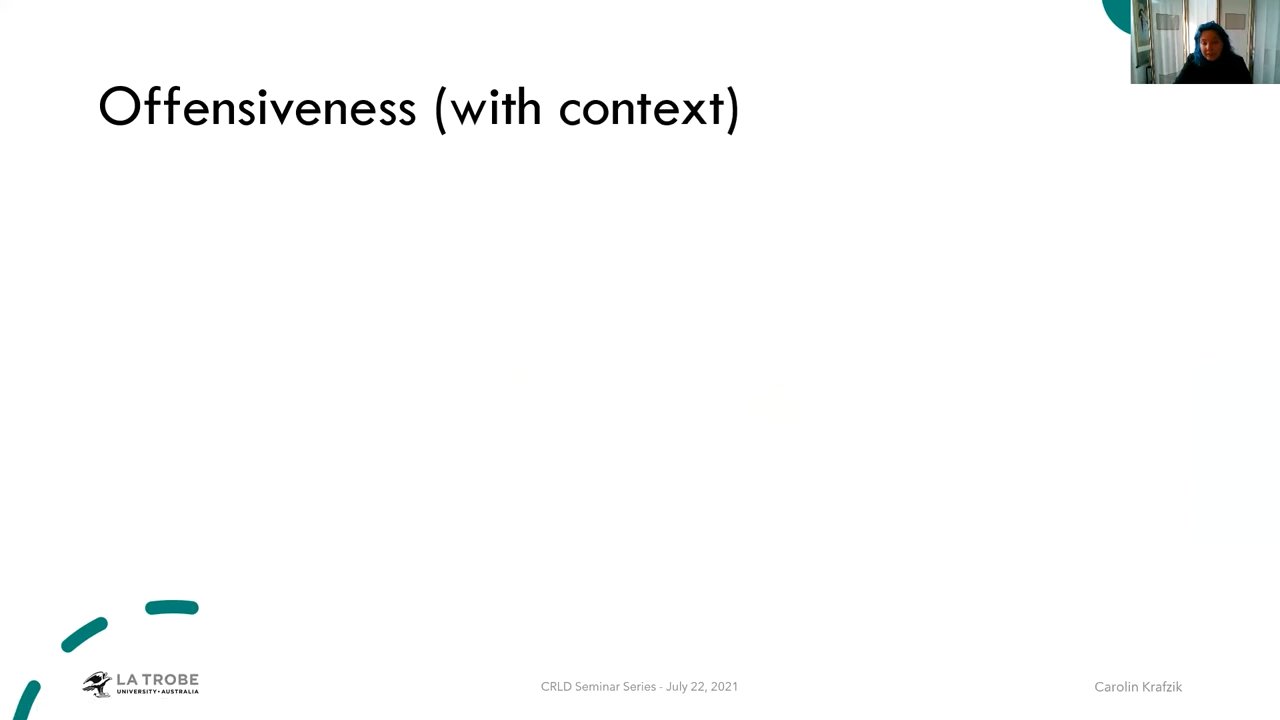 Offensiveness (with context)
LA TROBE
UNIVERSITY•AUSTRALIA
CRLD Seminar Series - July 22, 2021
Carolin Krafzik